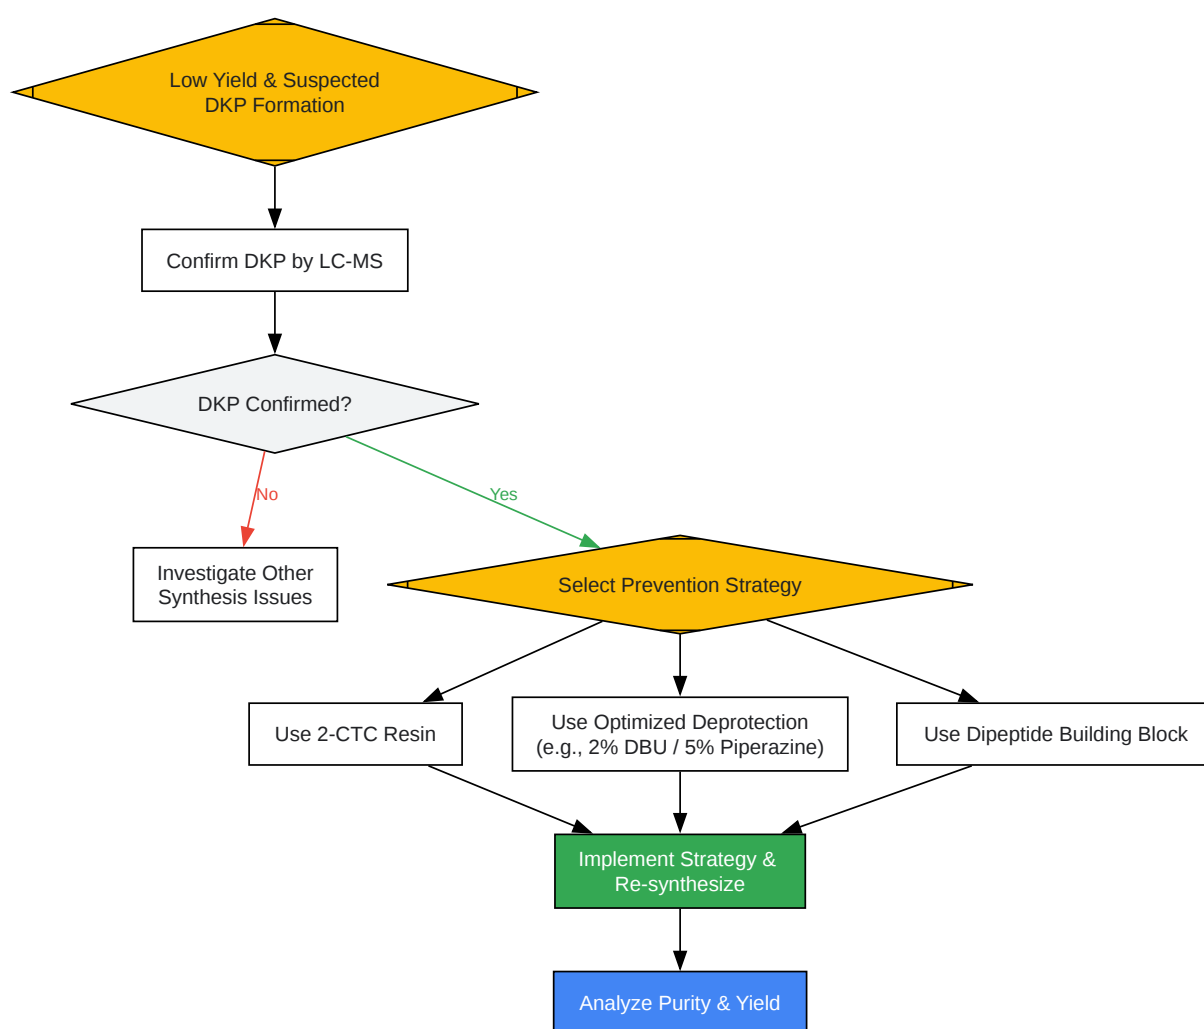 Low Yield & Suspected
DKP Formation
Confirm DKP by LC-MS
DKP Confirmed?
No
Yes
Investigate Other
Synthesis Issues
Select Prevention Strategy
Use 2-CTC Resin
Use Optimized Deprotection
(e.g., 2% DBU / 5% Piperazine)
Use Dipeptide Building Block
Implement Strategy &
Re-synthesize
Analyze Purity & Yield